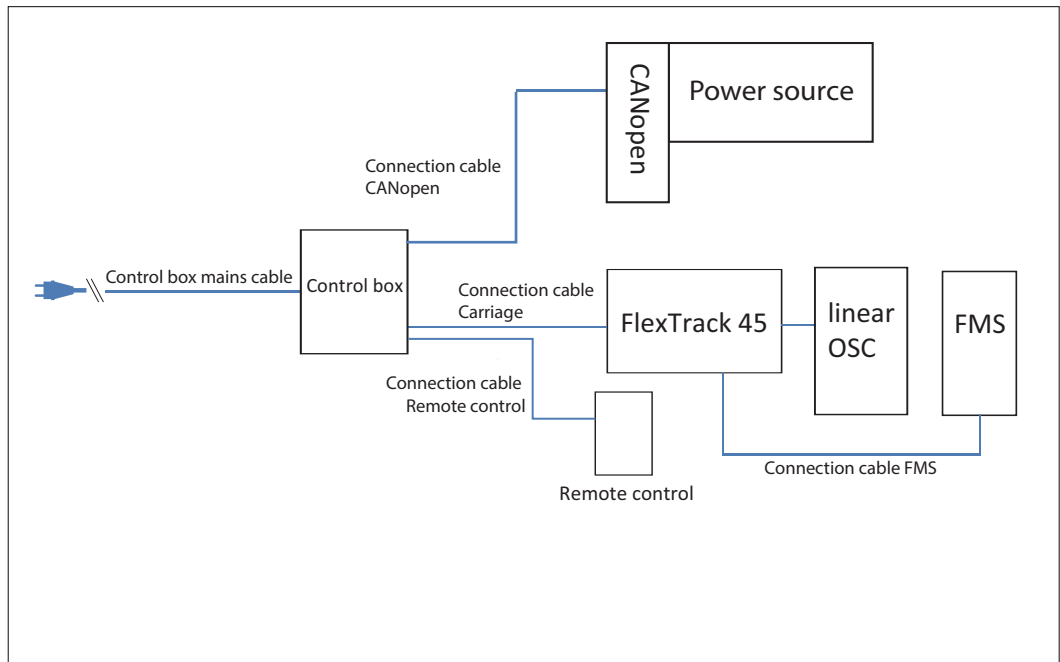 CANopen
Power source
Connection cable
CANopen
Control box mains cable
Control box
Connection cable
Carriage
FlexTrack 45
linear
OSC
FMS
Connection cable
Remote control
Connection cable FMS
Remote control